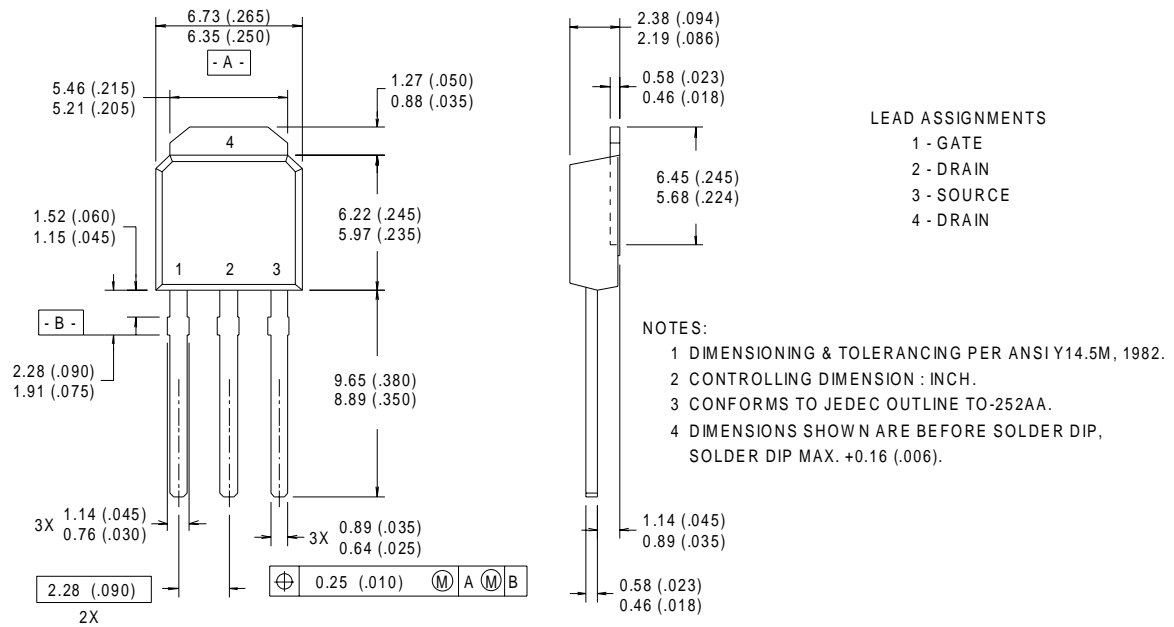 6.73 (.265)
6.35 (.250)
- A -
5.46 (.215)
5.21 (.205)
1.27 (.050)
0.88 (.035)
4
1.52 (.060)
1.15 (.045)
6.22 (.245)
5.97 (.235)
1 2 3
- B -
2.28 (.090)
1.91 (.075)
9.65 (.380)
8.89 (.350)
3X 1.14 (.045)
0.76 (.030)
3X 0.89 (.035)
0.64 (.025)
2.28 (.090)
2X
⌖ 0.25 (.010) Ⓜ A Ⓜ B
2.38 (.094)
2.19 (.086)
0.58 (.023)
0.46 (.018)
6.45 (.245)
5.68 (.224)
1.14 (.045)
0.89 (.035)
0.58 (.023)
0.46 (.018)
LEAD ASSIGNMENTS
1 - GATE
2 - DRAIN
3 - SOURCE
4 - DRAIN
NOTES:
1 DIMENSIONING & TOLERANCING PER ANSI Y14.5M, 1982.
2 CONTROLLING DIMENSION : INCH.
3 CONFORMS TO JEDEC OUTLINE TO-252AA.
4 DIMENSIONS SHOWN ARE BEFORE SOLDER DIP,
SOLDER DIP MAX. +0.16 (.006).